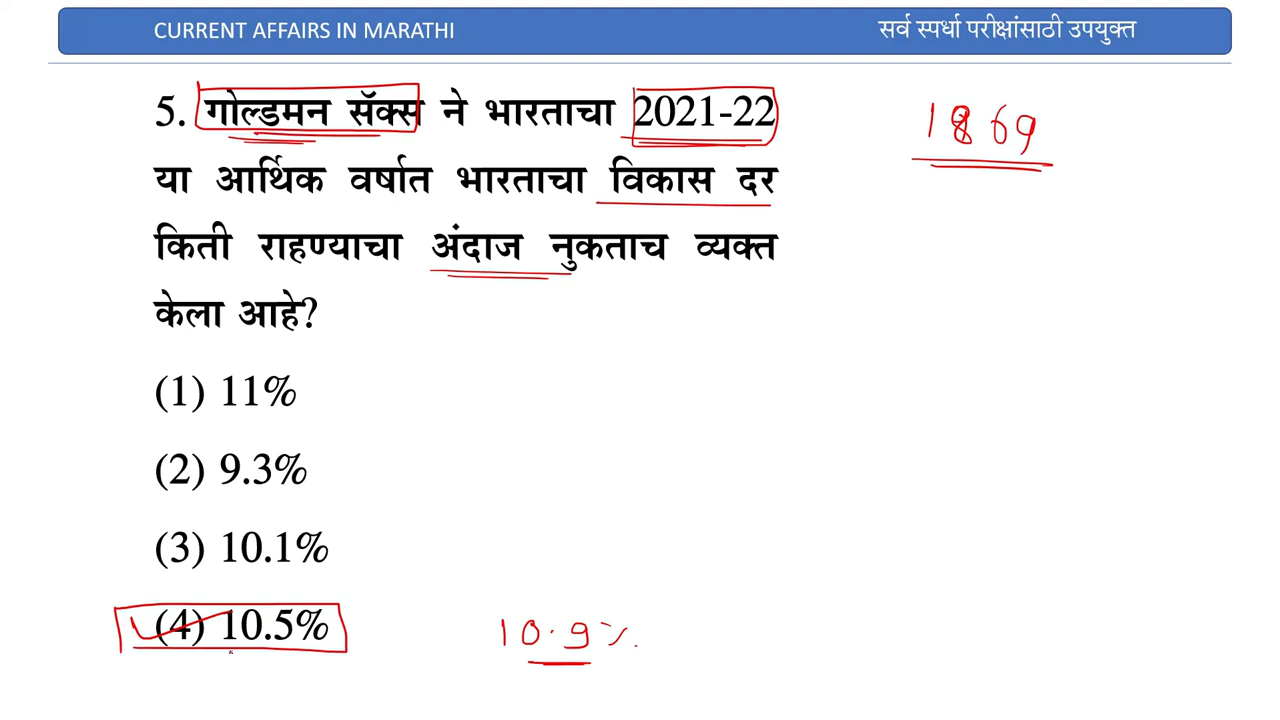 CURRENT AFFAIRS IN MARATHI
सर्व स्पर्धा परीक्षांसाठी उपयुक्त
5. गोल्डमन सॅक्स ने भारताचा 2021-22
या आर्थिक वर्षात भारताचा विकास दर
किती राहण्याचा अंदाज नुकताच व्यक्त
केला आहे?
1869
(1) 11%
(2) 9.3%
(3) 10.1%
(4) 10.5%
10.9%